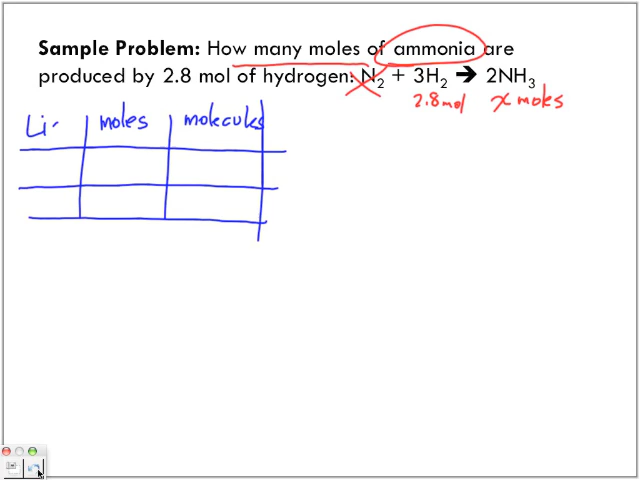 Sample Problem: How many moles of ammonia are
produced by 2.8 mol of hydrogen: N₂ + 3H₂ ➔ 2NH₃
2.8 mol x moles
Li- moles molecules